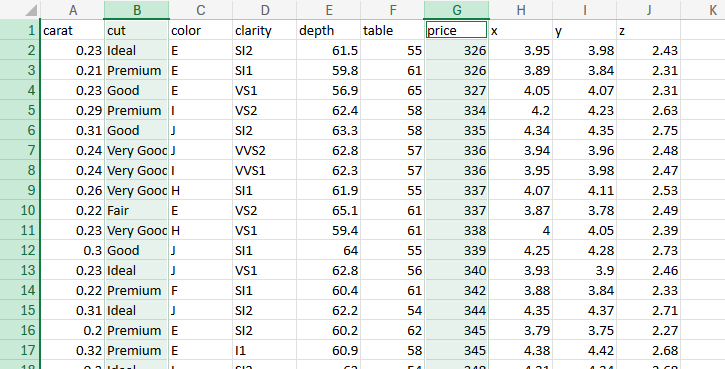 A B C D E F G H I J K
1 carat cut color clarity depth table price x y z
2 0.23 Ideal E SI2 61.5 55 326 3.95 3.98 2.43
3 0.21 Premium E SI1 59.8 61 326 3.89 3.84 2.31
4 0.23 Good E VS1 56.9 65 327 4.05 4.07 2.31
5 0.29 Premium I VS2 62.4 58 334 4.2 4.23 2.63
6 0.31 Good J SI2 63.3 58 335 4.34 4.35 2.75
7 0.24 Very Good J VVS2 62.8 57 336 3.94 3.96 2.48
8 0.24 Very Good I VVS1 62.3 57 336 3.95 3.98 2.47
9 0.26 Very Good H SI1 61.9 55 337 4.07 4.11 2.53
10 0.22 Fair E VS2 65.1 61 337 3.87 3.78 2.49
11 0.23 Very Good H VS1 59.4 61 338 4 4.05 2.39
12 0.3 Good J SI1 64 55 339 4.25 4.28 2.73
13 0.23 Ideal J VS1 62.8 56 340 3.93 3.9 2.46
14 0.22 Premium F SI1 60.4 61 342 3.88 3.84 2.33
15 0.31 Ideal J SI2 62.2 54 344 4.35 4.37 2.71
16 0.2 Premium E SI2 60.2 62 345 3.79 3.75 2.27
17 0.32 Premium E I1 60.9 58 345 4.38 4.42 2.68